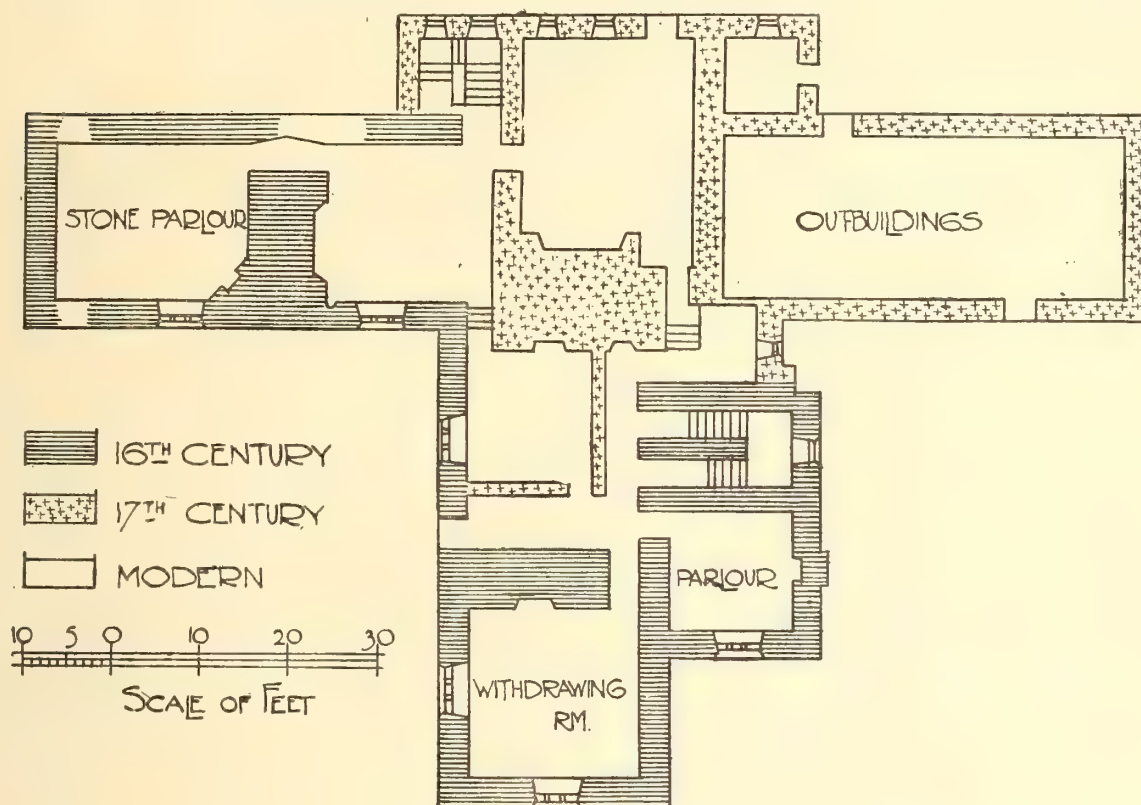 STONE PARLOUR
OUTBUILDINGS
16TH CENTURY
17TH CENTURY
MODERN
PARLOUR
10 5 0 10 20 30
SCALE OF FEET
WITHDRAWING
RM.